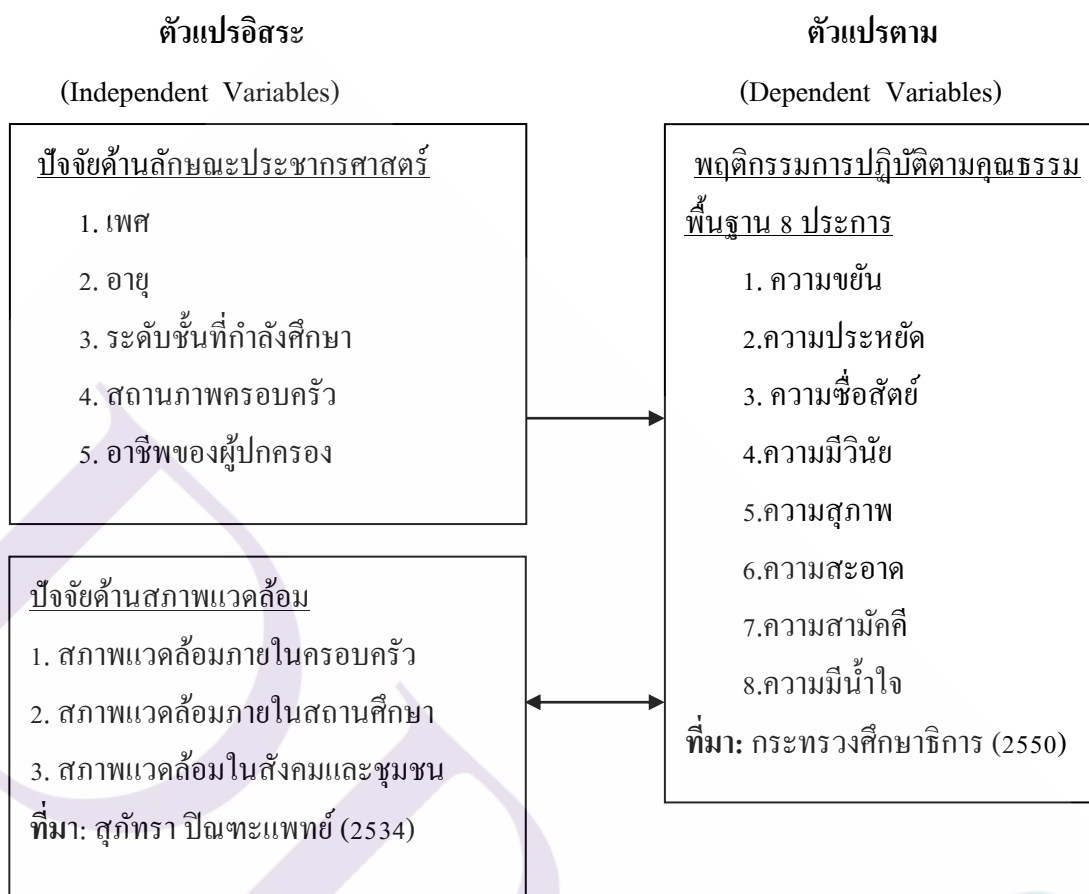 ตัวแปรอิสระ
(Independent Variables)
ปัจจัยด้านลักษณะประชากรศาสตร์
1. เพศ
2. อายุ
3. ระดับชั้นที่กำลังศึกษา
4. สถานภาพครอบครัว
5. อาชีพของผู้ปกครอง
ปัจจัยด้านสภาพแวดล้อม
1. สภาพแวดล้อมภายในครอบครัว
2. สภาพแวดล้อมภายในสถานศึกษา
3. สภาพแวดล้อมในสังคมและชุมชน
ที่มา: สุภัทรา ปิณฑะแพทย์ (2534)
ตัวแปรตาม
(Dependent Variables)
พฤติกรรมการปฏิบัติตามคุณธรรม
พื้นฐาน 8 ประการ
1. ความขยัน
2.ความประหยัด
3. ความซื่อสัตย์
4.ความมีวินัย
5.ความสุภาพ
6.ความสะอาด
7.ความสามัคคี
8.ความมีน้ำใจ
ที่มา: กระทรวงศึกษาธิการ (2550)